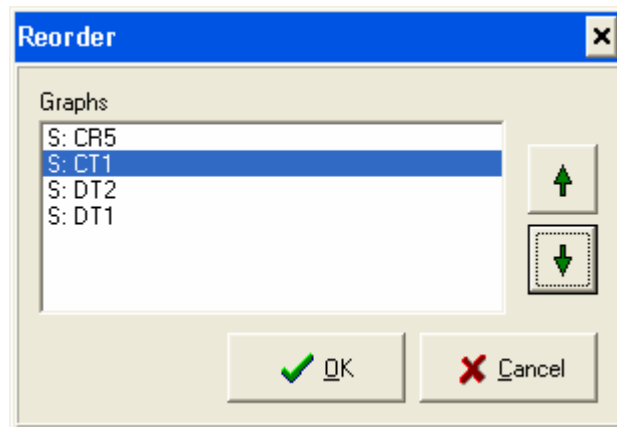 Reorder
Graphs
S: CR5
S: CT1
S: DT2
S: DT1
OK
Cancel